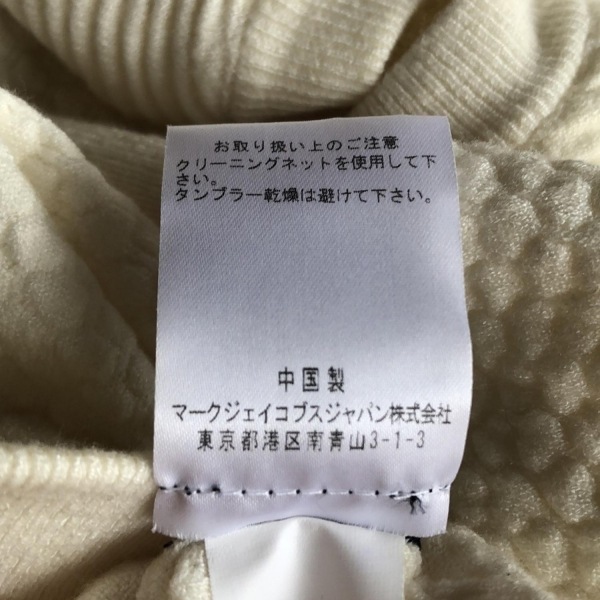 お取り扱い上のご注意
クリーニングネットを使用して下
さい。
タンブラー乾燥は避けて下さい。
中国製
マークジェイコブスジャパン株式会社
東京都港区南青山3-1-3